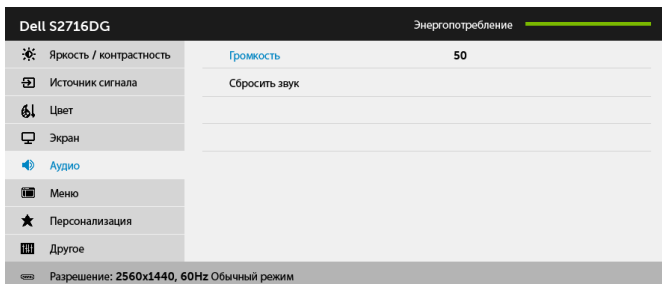 Dell S2716DG Энергопотребление
Яркость / контрастность Громкость 50
Источник сигнала Сбросить звук
Цвет
Экран
Аудио
Меню
Персонализация
Другое
Разрешение: 2560x1440, 60Hz Обычный режим